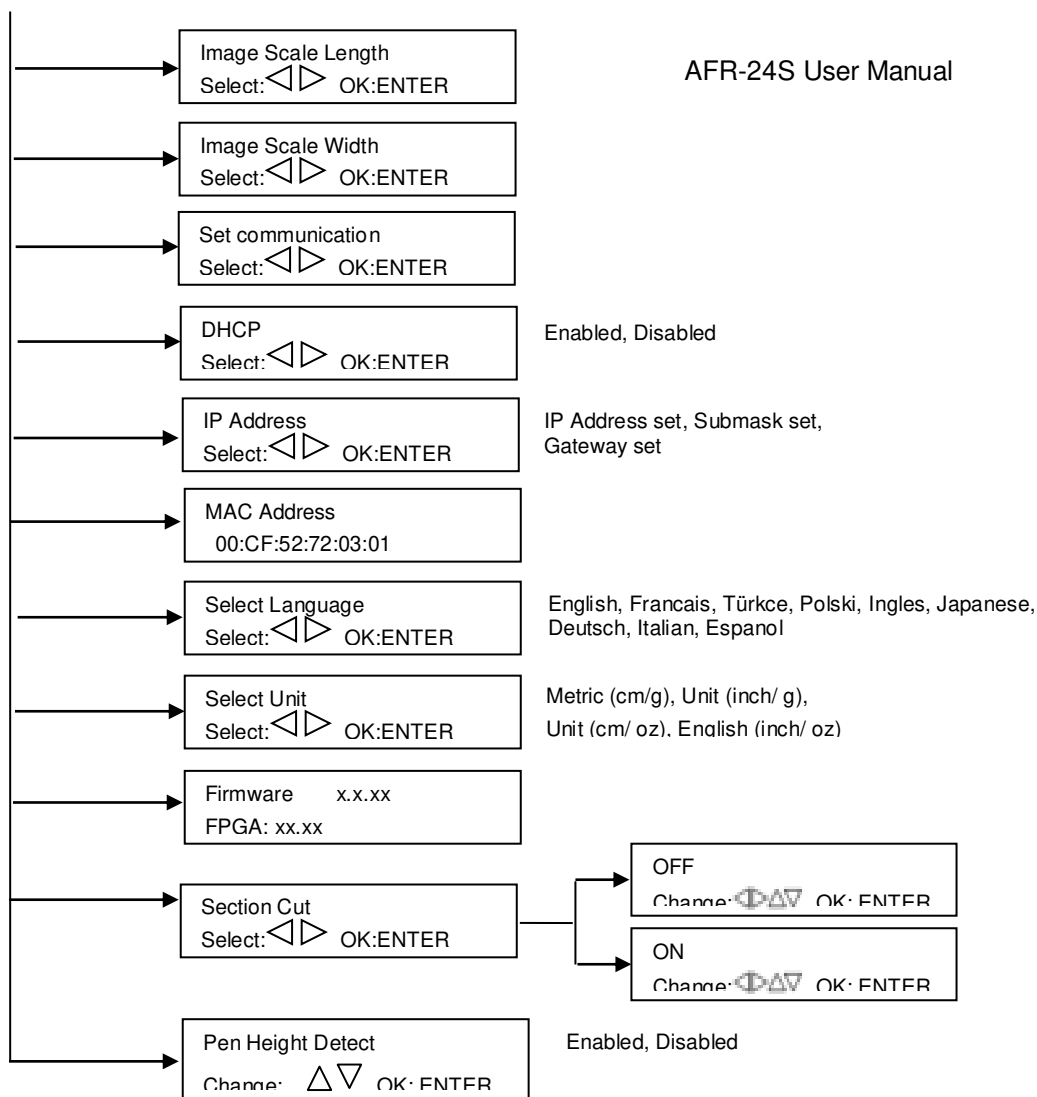 AFR-24S User Manual
Image Scale Length
Select: ◁ ▷ OK:ENTER
Image Scale Width
Select: ◁ ▷ OK:ENTER
Set communication
Select: ◁ ▷ OK:ENTER
DHCP
Select: ◁ ▷ OK:ENTER
Enabled, Disabled
IP Address
Select: ◁ ▷ OK:ENTER
IP Address set, Submask set,
Gateway set
MAC Address
00:CF:52:72:03:01
Select Language
Select: ◁ ▷ OK:ENTER
English, Francais, Türkce, Polski, Ingles, Japanese,
Deutsch, Italian, Espanol
Select Unit
Select: ◁ ▷ OK:ENTER
Metric (cm/g), Unit (inch/ g),
Unit (cm/ oz), English (inch/ oz)
Firmware x.x.xx
FPGA: xx.xx
Section Cut
Select: ◁ ▷ OK:ENTER
OFF
Change: ◁▷△▽ OK: ENTER
ON
Change: ◁▷△▽ OK: ENTER
Pen Height Detect
Change: △ ▽ OK: ENTER
Enabled, Disabled